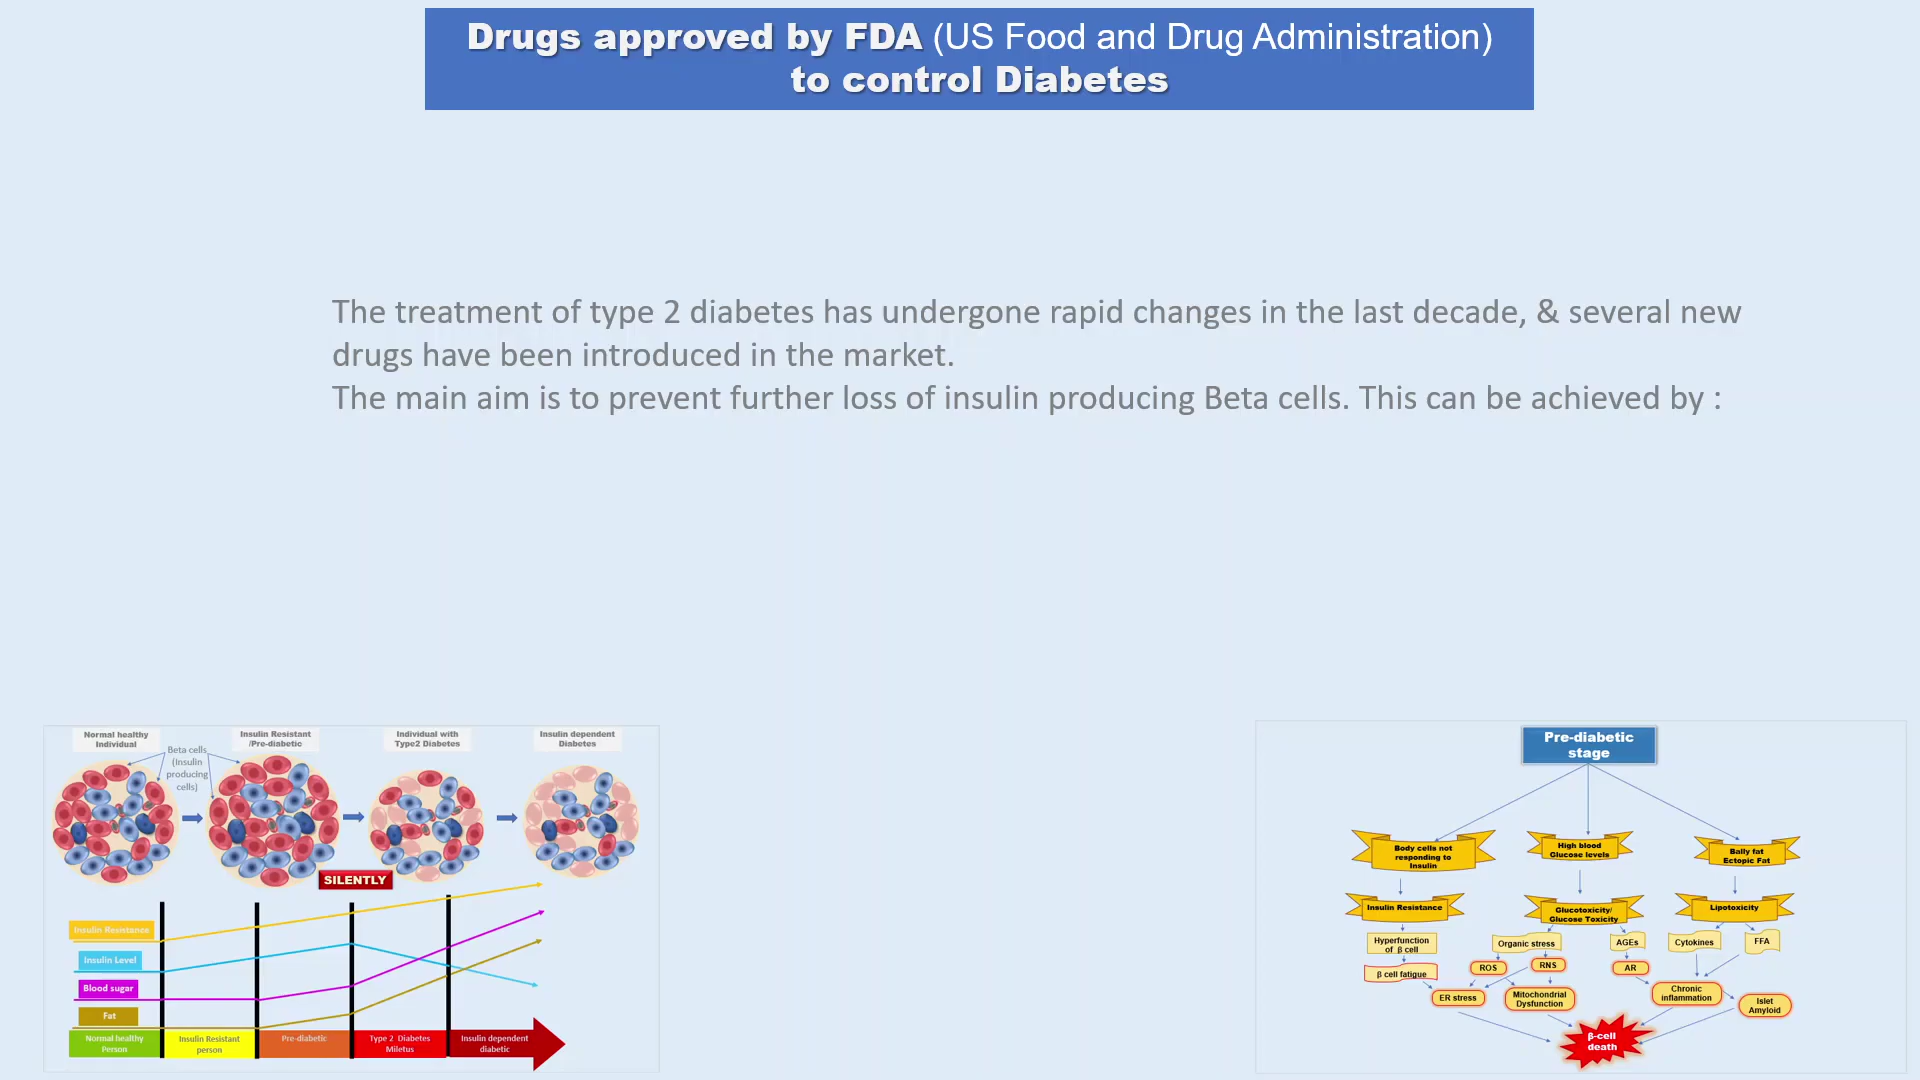 Drugs approved by FDA (US Food and Drug Administration)
to control Diabetes
The treatment of type 2 diabetes has undergone rapid changes in the last decade, & several new
drugs have been introduced in the market.
The main aim is to prevent further loss of insulin producing Beta cells. This can be achieved by :
Normal healthy
Individual
Insulin Resistant
/Pre-diabetic
Individual with
Type2 Diabetes
Insulin dependent
Diabetes
Beta cells
(Insulin
producing
cells)
SILENTLY
Insulin Resistance
Insulin Level
Blood sugar
Fat
Normal healthy
Person
Insulin Resistant
person
Pre-diabetic
Type 2 Diabetes
Miletus
Insulin dependent
diabetic
Pre-diabetic
stage
Body cells not
responding to
Insulin
High blood
Glucose levels
Bally fat
Ectopic Fat
Insulin Resistance
Glucotoxicity/
Glucose Toxicity
Lipotoxicity
Hyperfunction
of β cell
Organic stress
AGEs
Cytokines
FFA
β cell fatigue
ROS
RNS
AR
ER stress
Mitochondrial
Dysfunction
Chronic
inflammation
Islet
Amyloid
β-cell
death